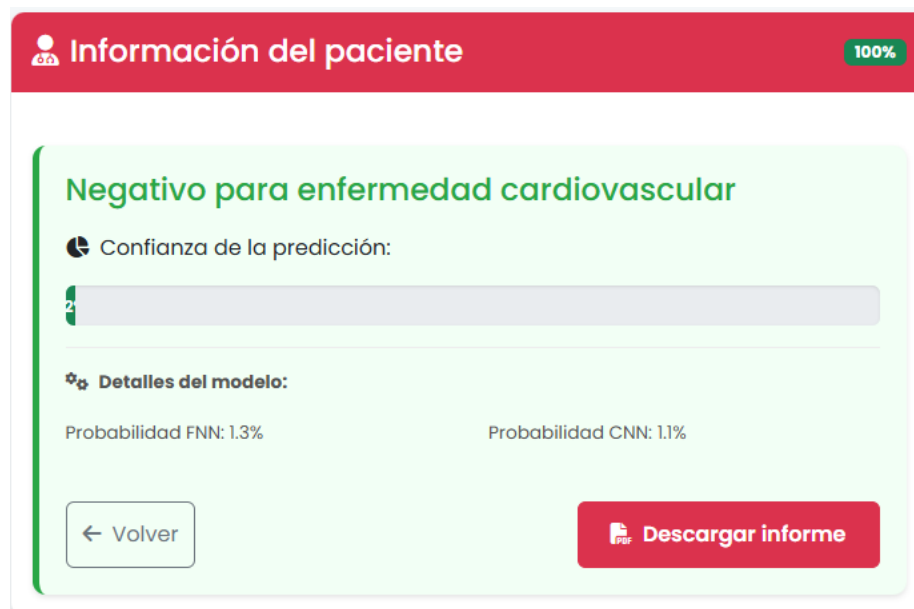 Información del paciente
100%
Negativo para enfermedad cardiovascular
Confianza de la predicción:
Detalles del modelo:
Probabilidad FNN: 1.3%
Probabilidad CNN: 1.1%
← Volver
PDF
Descargar informe